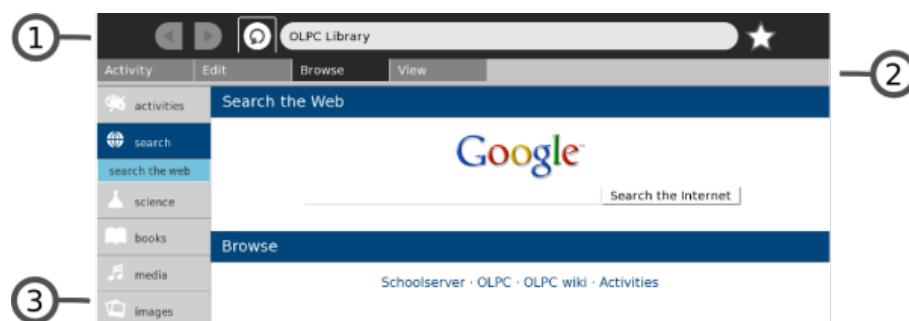 1
OLPC Library
Activity Edit Browse View
2
activities
Search the Web
search
Google
search the web
Search the Internet
science
books
Browse
media
Schoolserver · OLPC · OLPC wiki · Activities
3
images